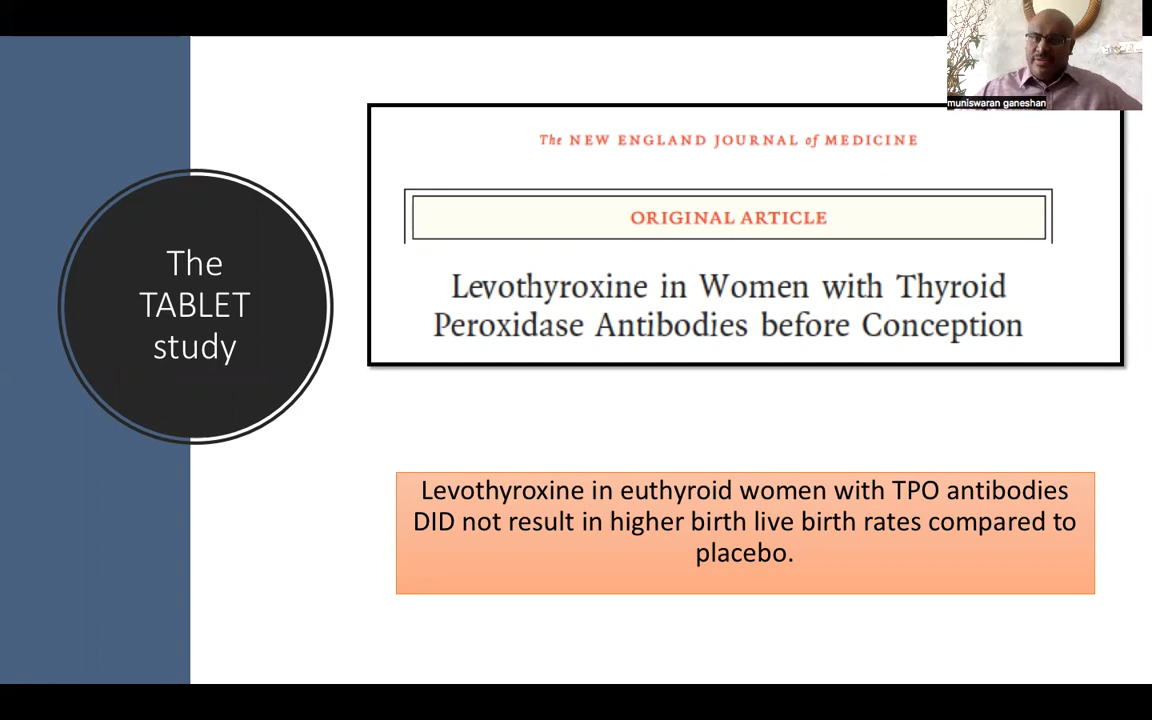 muniswaran ganeshan
The NEW ENGLAND JOURNAL of MEDICINE
ORIGINAL ARTICLE
Levothyroxine in Women with Thyroid
Peroxidase Antibodies before Conception
The
TABLET
study
Levothyroxine in euthyroid women with TPO antibodies
DID not result in higher birth live birth rates compared to
placebo.